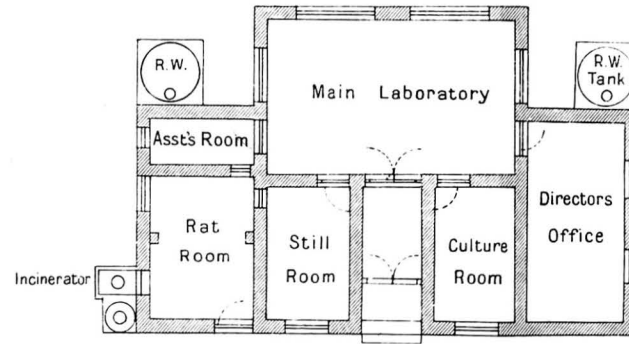 R.W.
R.W.
Tank
Main Laboratory
Asst's Room
Directors
Office
Rat
Room
Still
Room
Culture
Room
Incinerator